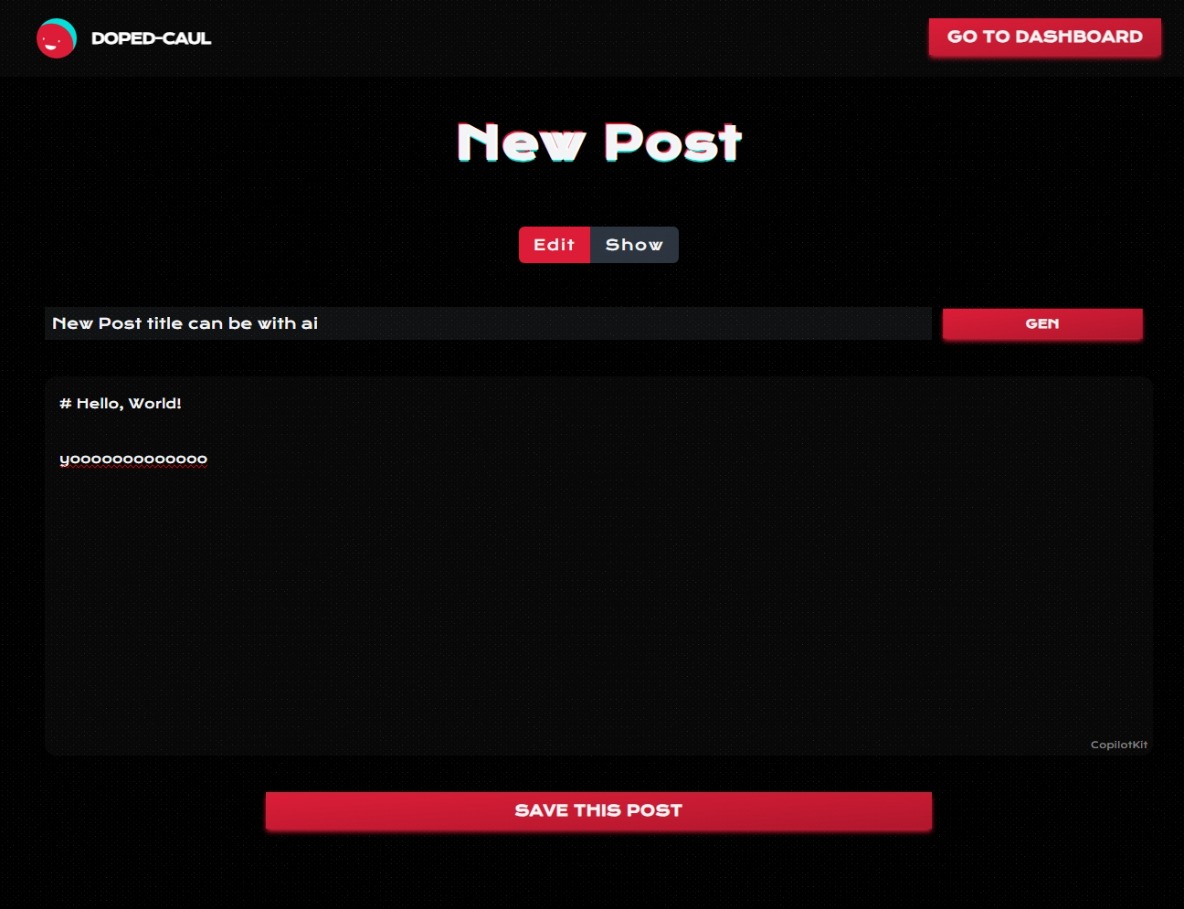 DOPED-CAUL
GO TO DASHBOARD
New Post
Edit Show
New Post title can be with ai
GEN
# Hello, World!
yooooooooooooo
CopilotKit
SAVE THIS POST